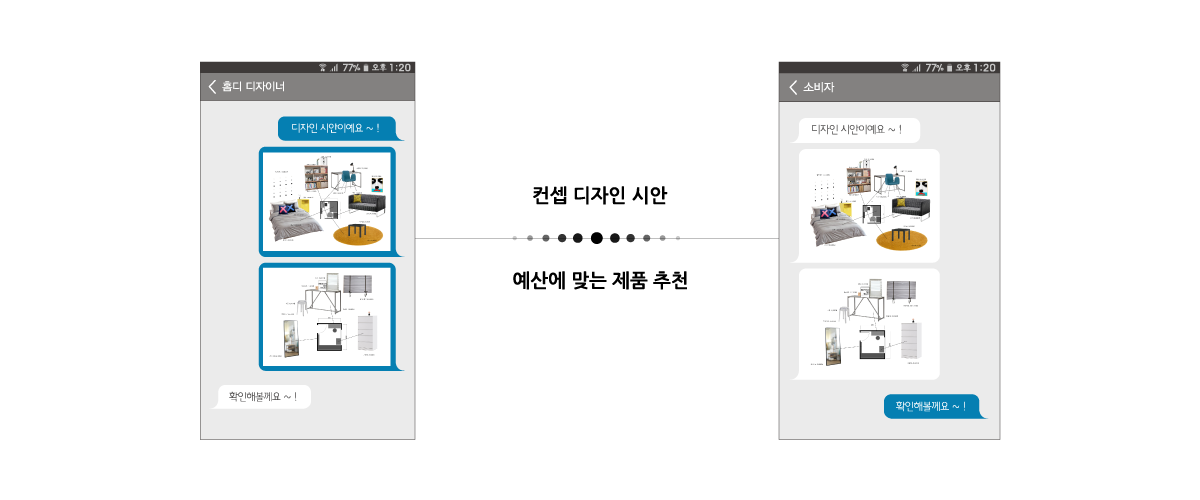 77% 오후 1:20
홈디 디자이너
디자인 시안이예요 ~ !
확인해볼께요 ~ !
컨셉 디자인 시안
예산에 맞는 제품 추천
77% 오후 1:20
소비자
디자인 시안이예요 ~ !
확인해볼께요 ~ !